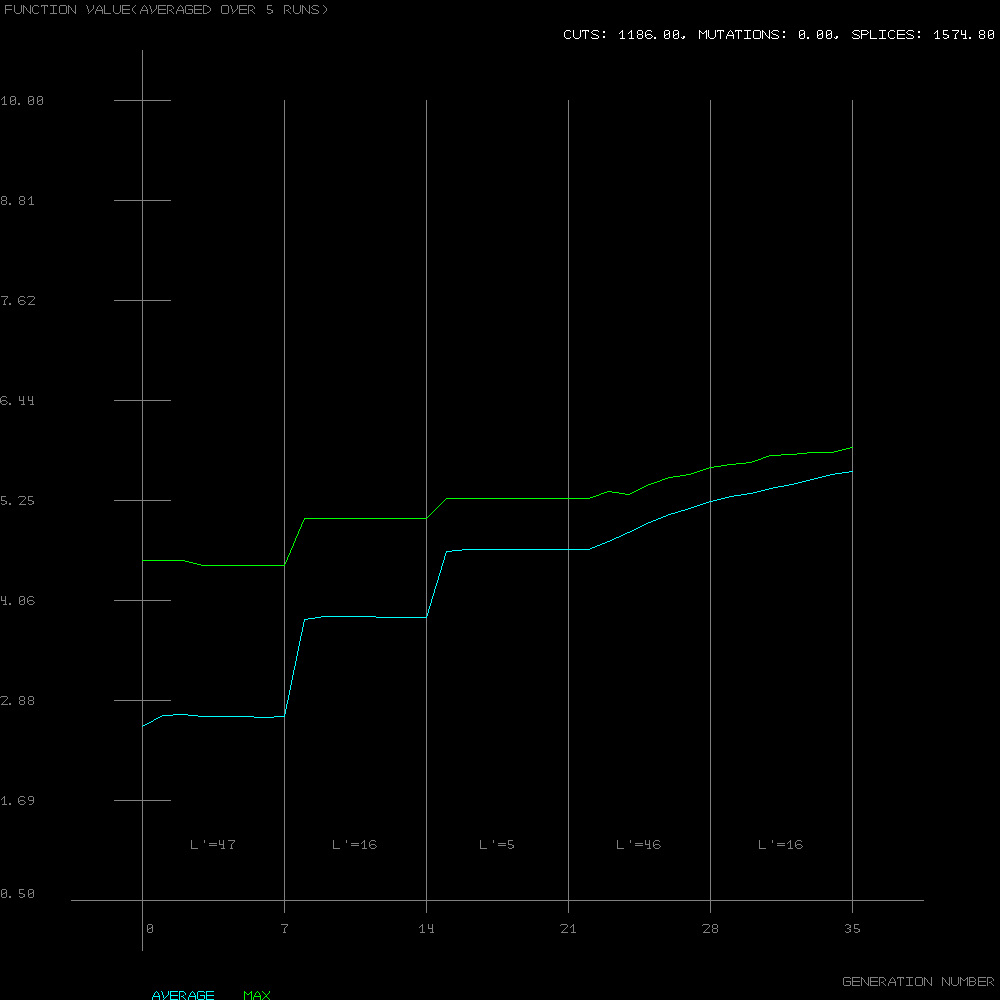 FUNCTION VALUE(AVERAGED OVER 5 RUNS)
CUTS: 1186.00, MUTATIONS: 0.00, SPLICES: 1574.80
10.00
8.81
7.62
6.44
5.25
4.06
2.88
1.69
L'=47 L'=16 L'=5 L'=46 L'=16
0.50
0 7 14 21 28 35
GENERATION NUMBER
AVERAGE MAX